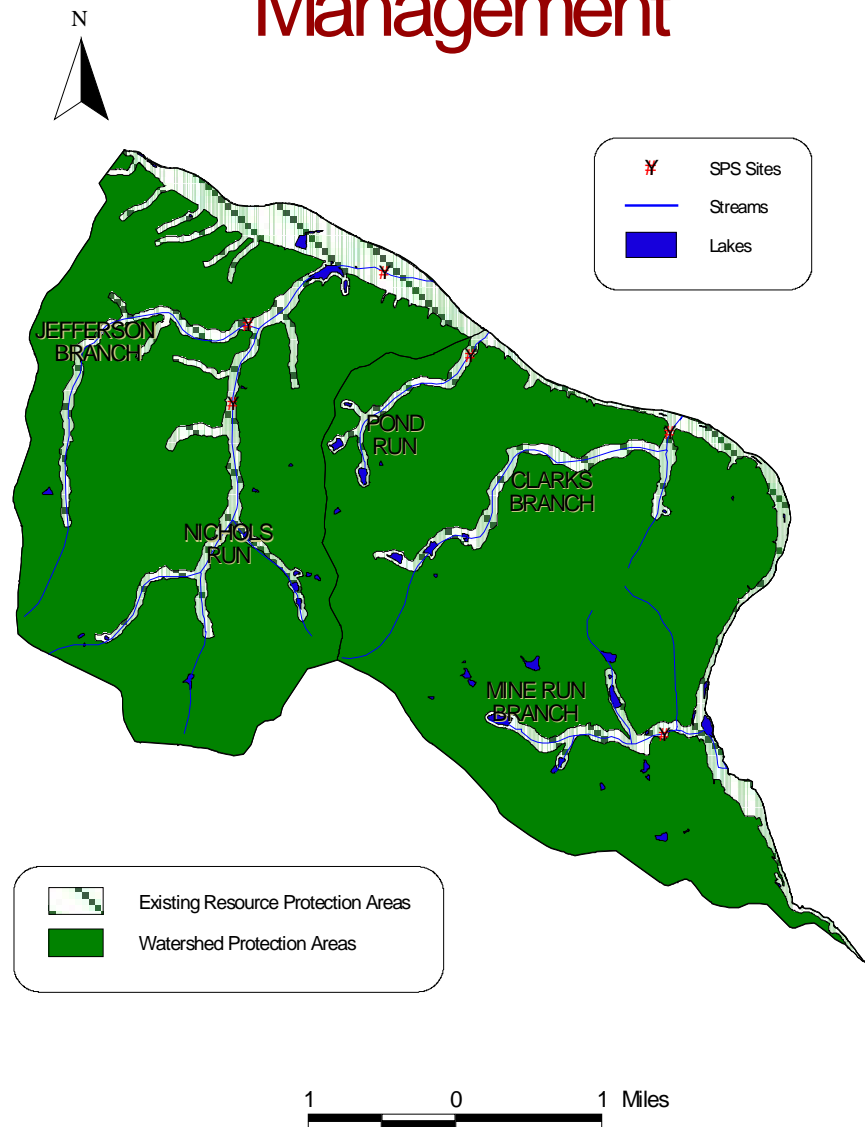 Management
N
SPS Sites
Streams
Lakes
JEFFERSON
BRANCH
POND
RUN
CLARKS
BRANCH
NICHOLS
RUN
MINE RUN
BRANCH
Existing Resource Protection Areas
Watershed Protection Areas
1 0 1 Miles